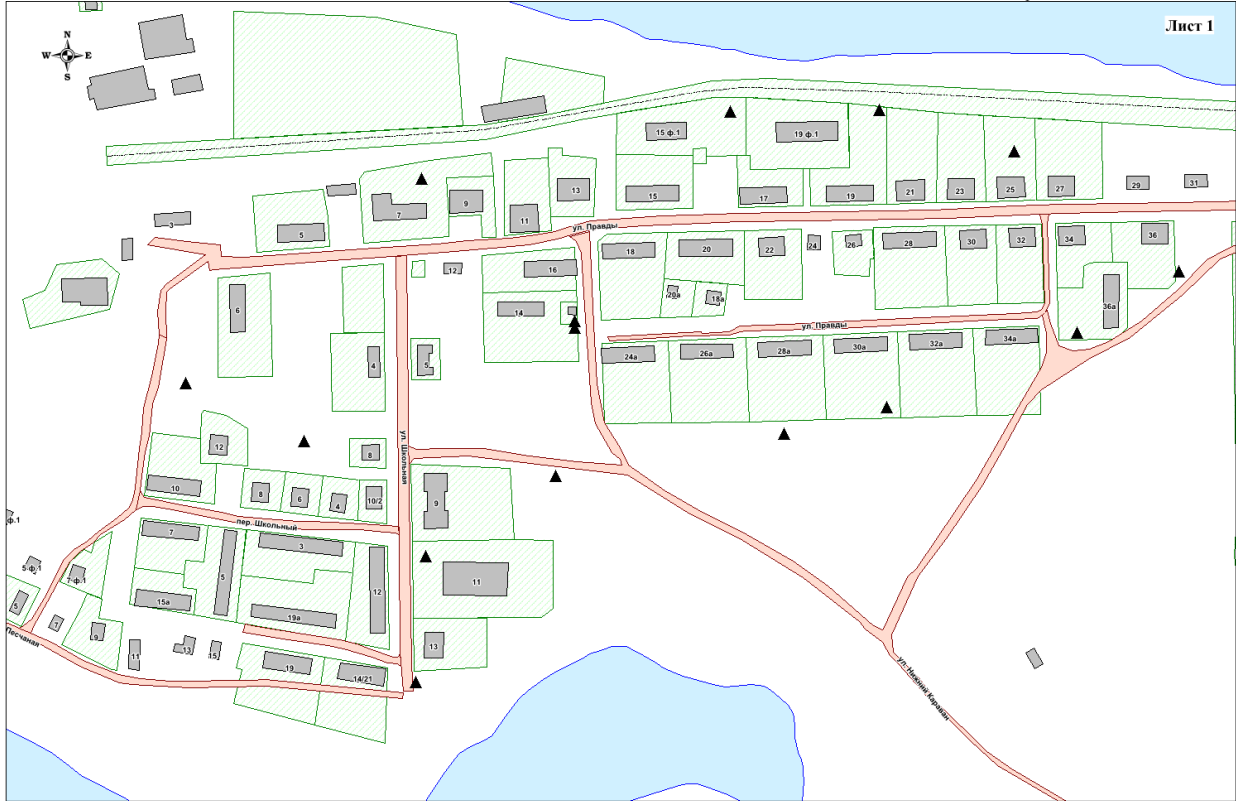 Лист 1
N
W E
S
15 ф.1
19 ф.1
3
5
7
9
11
13
15
17
19
21
23
25
27
29
31
ул. Правды
6
12
16
14
18
20
22
24
26
28
30
32
34
36
20а
18а
36а
ул. Правды
24а
26а
28а
30а
32а
34а
4
5
ул. Школьная
12
8
10
8
6
4
10/2
9
пер. Школьный
ф.1
7
3
5
12
11
5 ф.1
7 ф.1
5
15а
19а
7
9
11
13
15
19
14/21
13
Песчаная
ул. Нижний Караван